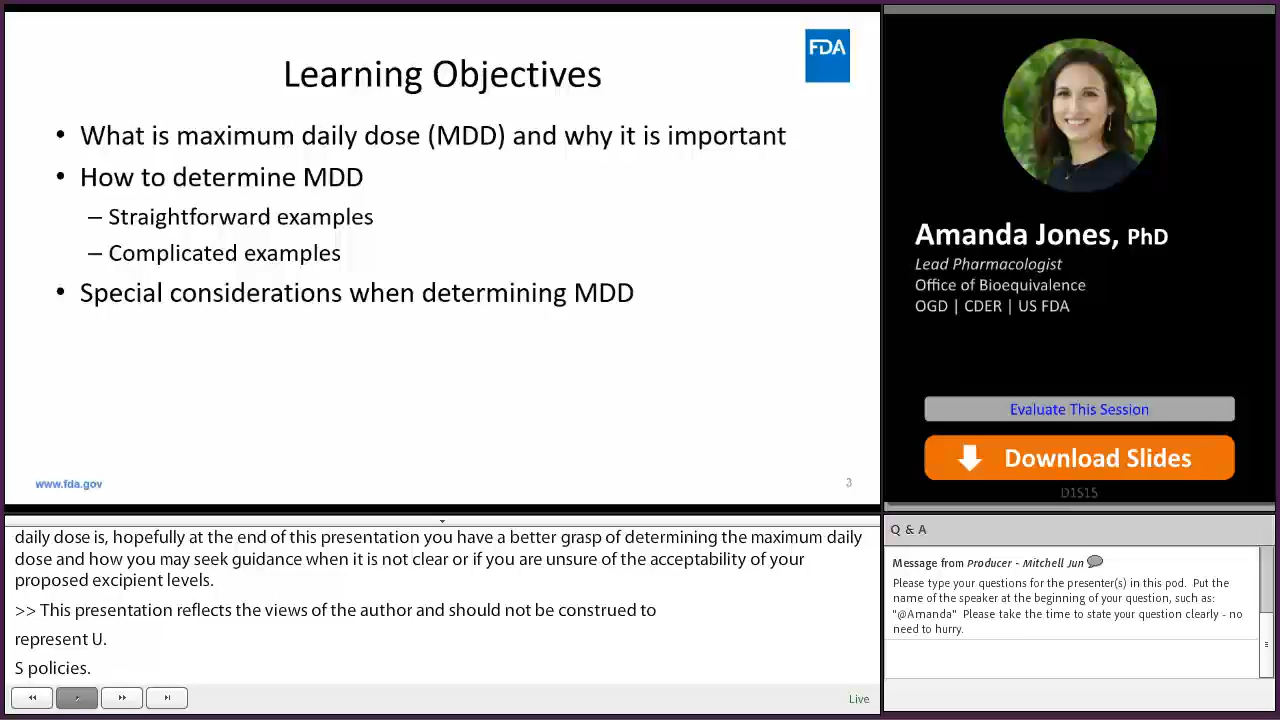 FDA
Learning Objectives
• What is maximum daily dose (MDD) and why it is important
• How to determine MDD
– Straightforward examples
– Complicated examples
• Special considerations when determining MDD
www.fda.gov
3
Amanda Jones, PhD
Lead Pharmacologist
Office of Bioequivalence
OGD | CDER | US FDA
Evaluate This Session
Download Slides
D1S15
daily dose is, hopefully at the end of this presentation you have a better grasp of determining the maximum daily
dose and how you may seek guidance when it is not clear or if you are unsure of the acceptability of your
proposed excipient levels.
>> This presentation reflects the views of the author and should not be construed to
represent U.
S policies.
Live
Q & A
Message from Producer - Mitchell Jun
Please type your questions for the presenter(s) in this pod.  Put the
name of the speaker at the beginning of your question, such as:
"@Amanda"  Please take the time to state your question clearly - no
need to hurry.